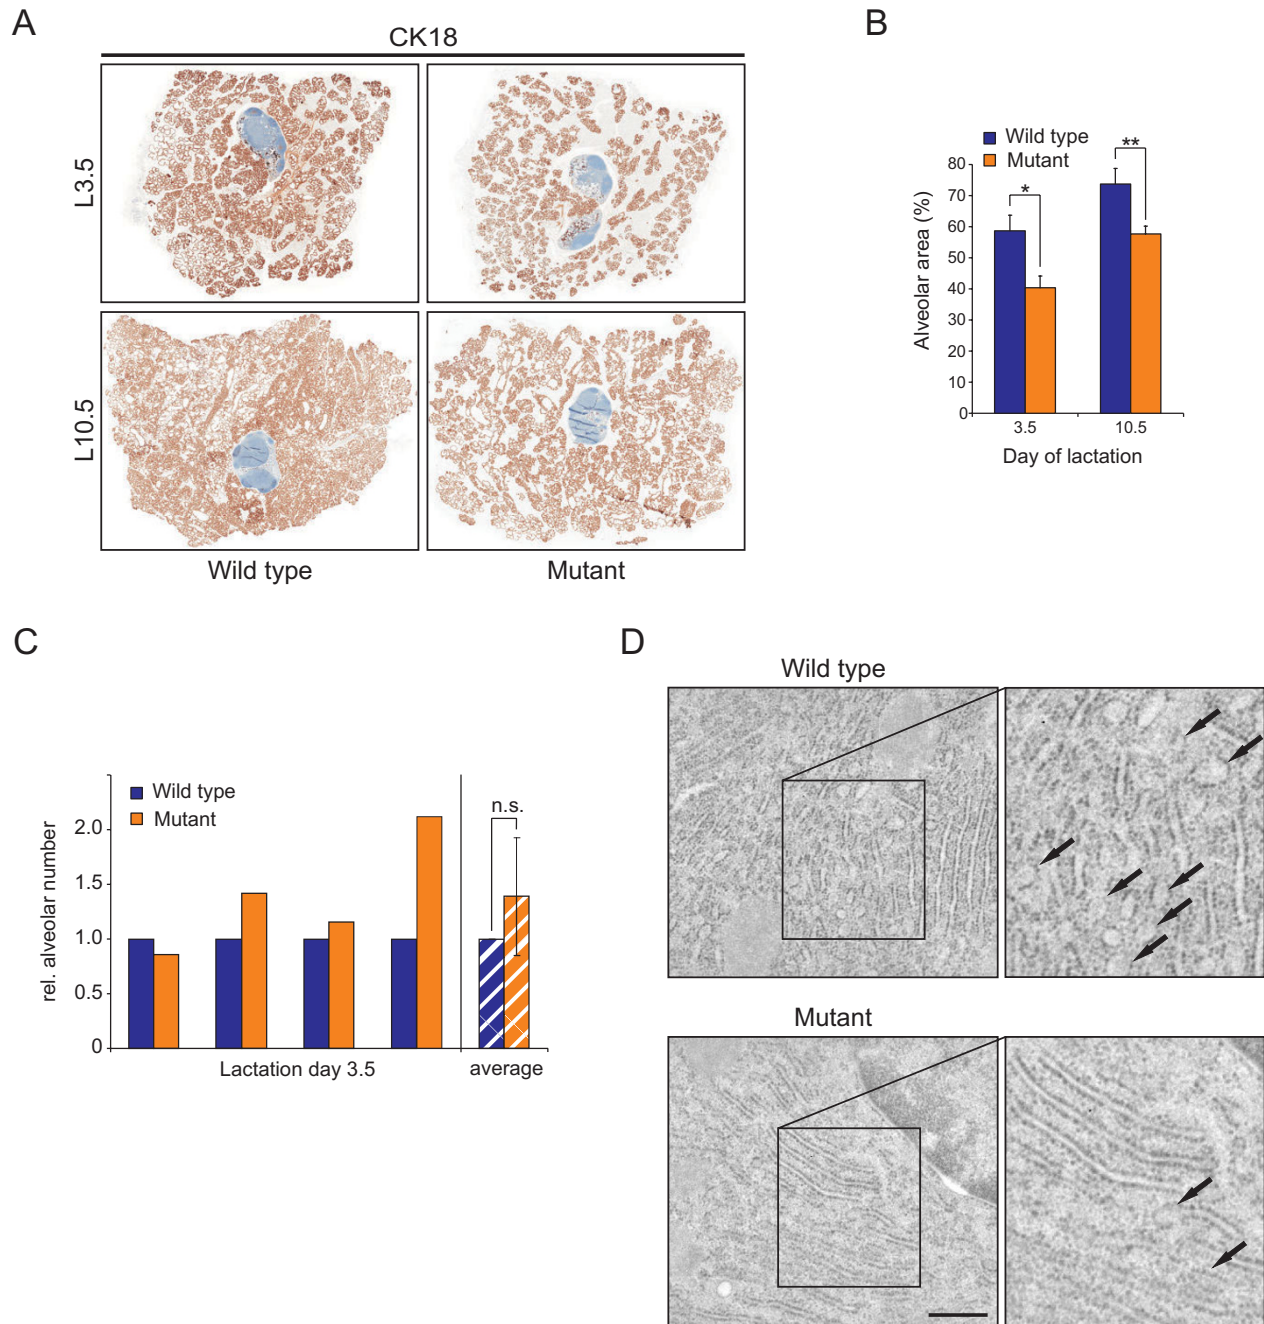 A
CK18
L3.5
L10.5
Wild type
Mutant
B
Wild type
Mutant
*
**
Alveolar area (%)
80
70
60
50
40
30
20
10
0
3.5
10.5
Day of lactation
C
Wild type
Mutant
n.s.
rel. alveolar number
2.0
1.5
1.0
0.5
0
Lactation day 3.5
average
D
Wild type
Mutant